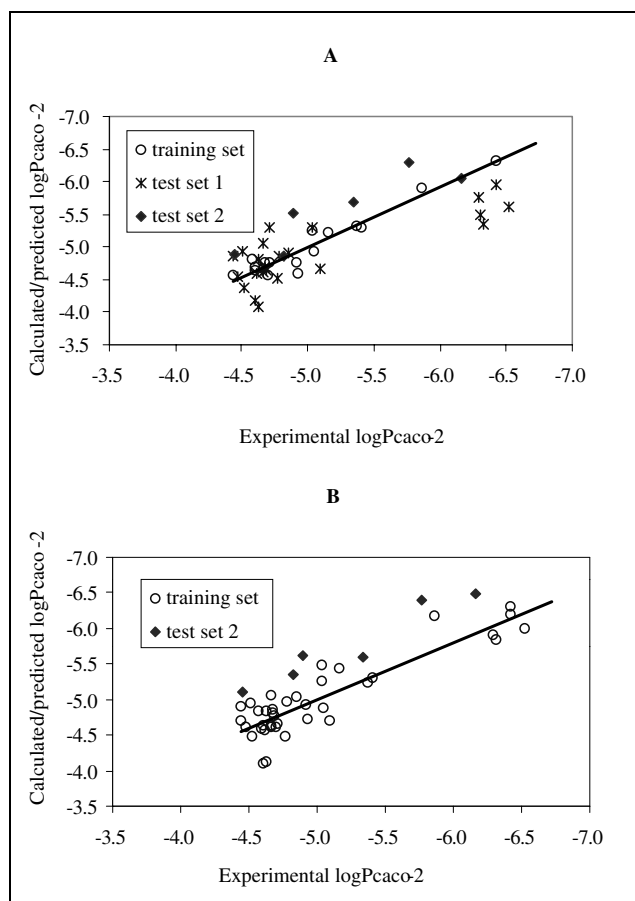 A
Calculated/predicted logPcaco-2
-7.0
-6.5
-6.0
-5.5
-5.0
-4.5
-4.0
-3.5
training set
test set 1
test set 2
-3.5 -4.0 -4.5 -5.0 -5.5 -6.0 -6.5 -7.0
Experimental logPcaco-2
B
Calculated/predicted logPcaco-2
-7.0
-6.5
-6.0
-5.5
-5.0
-4.5
-4.0
-3.5
training set
test set 2
-3.5 -4.0 -4.5 -5.0 -5.5 -6.0 -6.5 -7.0
Experimental logPcaco-2